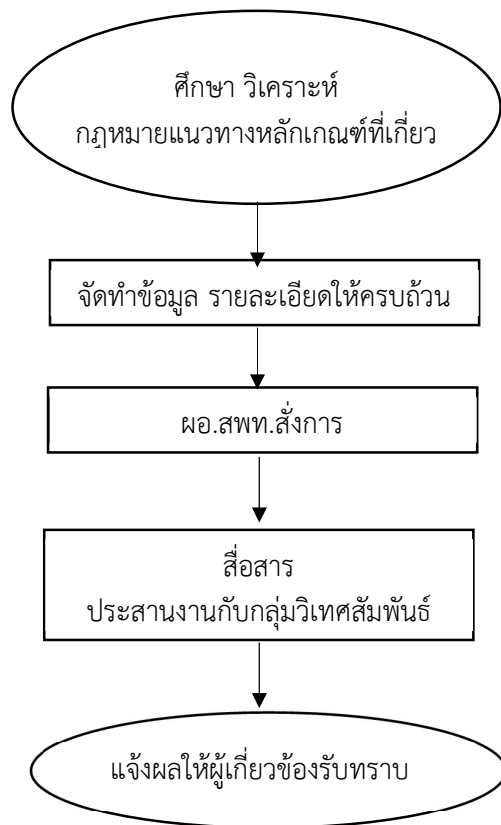 ศึกษา วิเคราะห์
กฎหมายแนวทางหลักเกณฑ์ที่เกี่ยว
จัดทำข้อมูล รายละเอียดให้ครบถ้วน
ผอ.สพท.สั่งการ
สื่อสาร
ประสานงานกับกลุ่มวิเทศสัมพันธ์
แจ้งผลให้ผู้เกี่ยวข้องรับทราบ